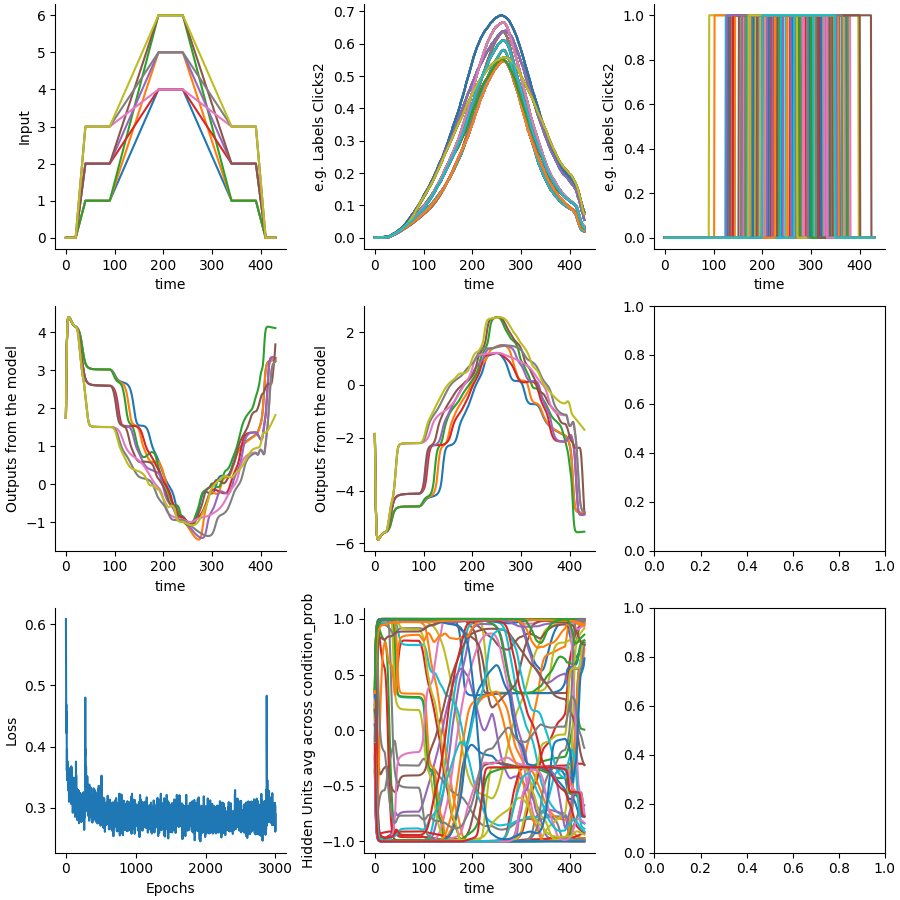 6
5
4
3
2
1
0
Input
0 100 200 300 400
time
0.7
0.6
0.5
0.4
0.3
0.2
0.1
0.0
e.g. Labels Clicks2
0 100 200 300 400
time
1.0
0.8
0.6
0.4
0.2
0.0
e.g. Labels Clicks2
0 100 200 300 400
time
4
3
2
1
0
−1
Outputs from the model
0 100 200 300 400
time
2
0
−2
−4
−6
Outputs from the model
0 100 200 300 400
time
1.0
0.8
0.6
0.4
0.2
0.0
0.0 0.2 0.4 0.6 0.8 1.0
0.6
0.5
0.4
0.3
Loss
0 1000 2000 3000
Epochs
1.0
0.5
0.0
−0.5
−1.0
Hidden Units avg across condition_prob
0 100 200 300 400
time
1.0
0.8
0.6
0.4
0.2
0.0
0.0 0.2 0.4 0.6 0.8 1.0